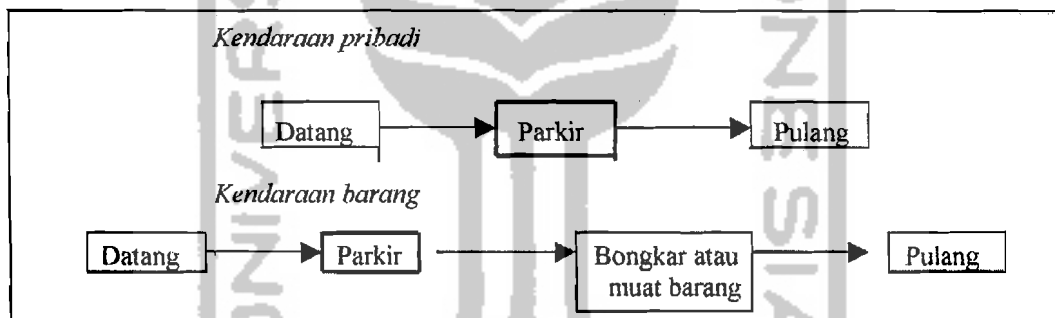 Kendaraan pribadi
Datang Parkir Pulang
Kendaraan barang
Datang Parkir Bongkar atau Pulang
muat barang